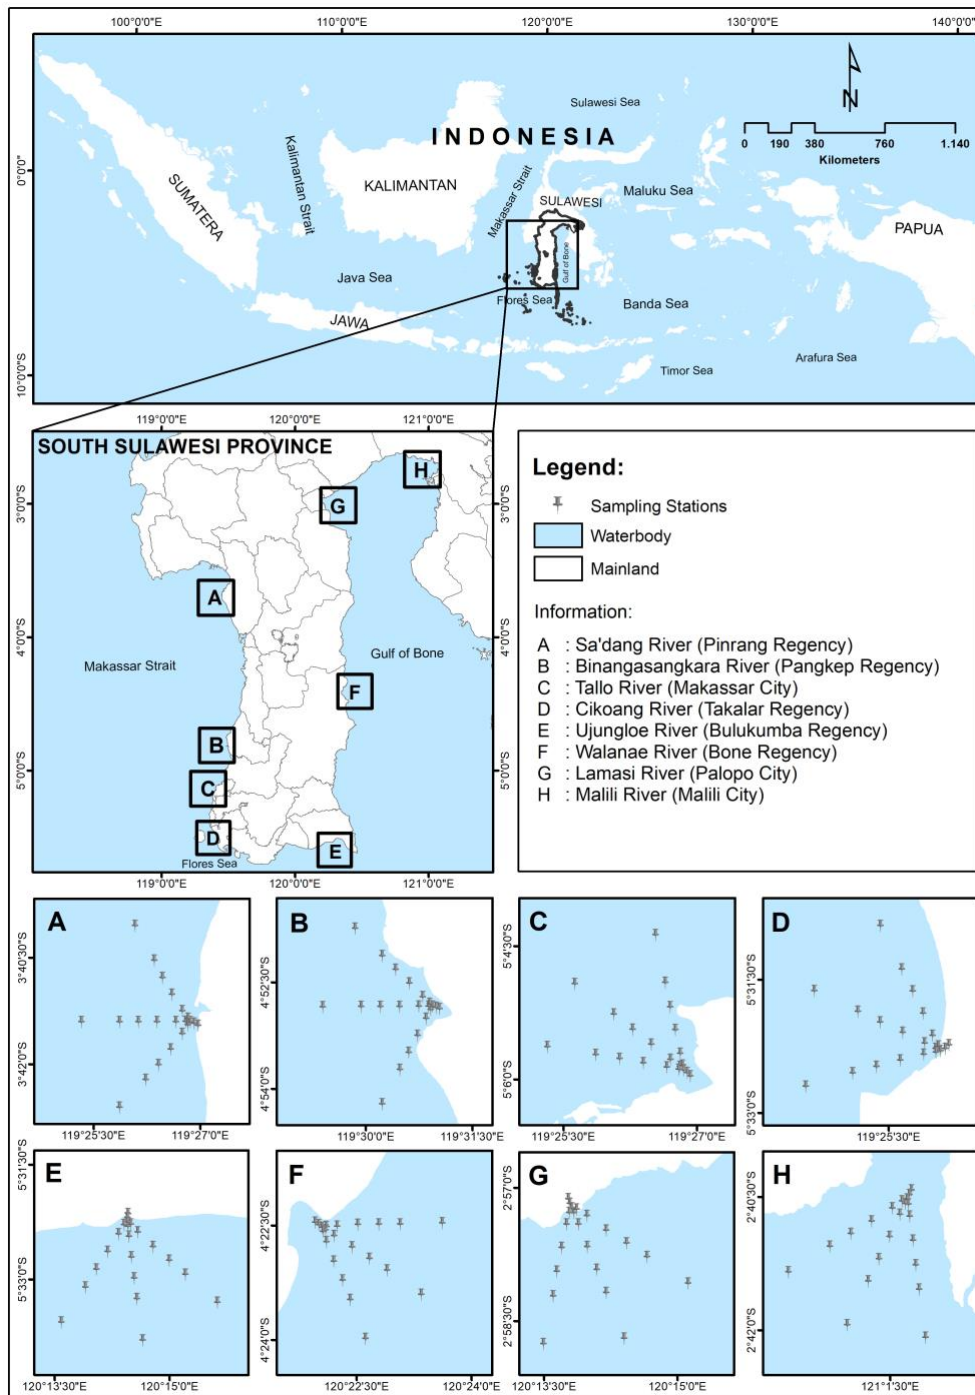 100°0'0"E 110°0'0"E 120°0'0"E 130°0'0"E 140°0'0"E
Sulawesi Sea
INDONESIA
N
0 190 380 760 1.140
Kilometers
0°0'0"
SUMATERA
Kalimantan Strait
KALIMANTAN
Makassar Strait
SULAWESI
Maluku Sea
PAPUA
Gulf of Bone
Java Sea
Flores Sea
Banda Sea
JAWA
Timor Sea
Arafura Sea
10°0'0"S
119°0'0"E 120°0'0"E 121°0'0"E
SOUTH SULAWESI PROVINCE
H
G
3°0'0"S
A
4°0'0"S
Makassar Strait
Gulf of Bone
F
B
5°0'0"S
C
D
E
Flores Sea
119°0'0"E 120°0'0"E 121°0'0"E
Legend:
Sampling Stations
Waterbody
Mainland
Information:
A : Sa'dang River (Pinrang Regency)
B : Binangasangkara River (Pangkep Regency)
C : Tallo River (Makassar City)
D : Cikoang River (Takalar Regency)
E : Ujungloe River (Bulukumba Regency)
F : Walanae River (Bone Regency)
G : Lamasi River (Palopo City)
H : Malili River (Malili City)
A
3°40'30"S
3°42'0"S
119°25'30"E 119°27'0"E
B
4°52'30"S
4°54'0"S
119°30'0"E 119°31'30"E
C
5°4'30"S
5°6'0"S
119°25'30"E 119°27'0"E
D
5°31'30"S
5°33'0"S
119°25'30"E
E
5°31'30"S
5°33'0"S
120°13'30"E 120°15'0"E
F
4°22'30"S
4°24'0"S
120°22'30"E 120°24'0"E
G
2°57'0"S
2°58'30"S
120°13'30"E 120°15'0"E
H
2°40'30"S
2°42'0"S
121°1'30"E